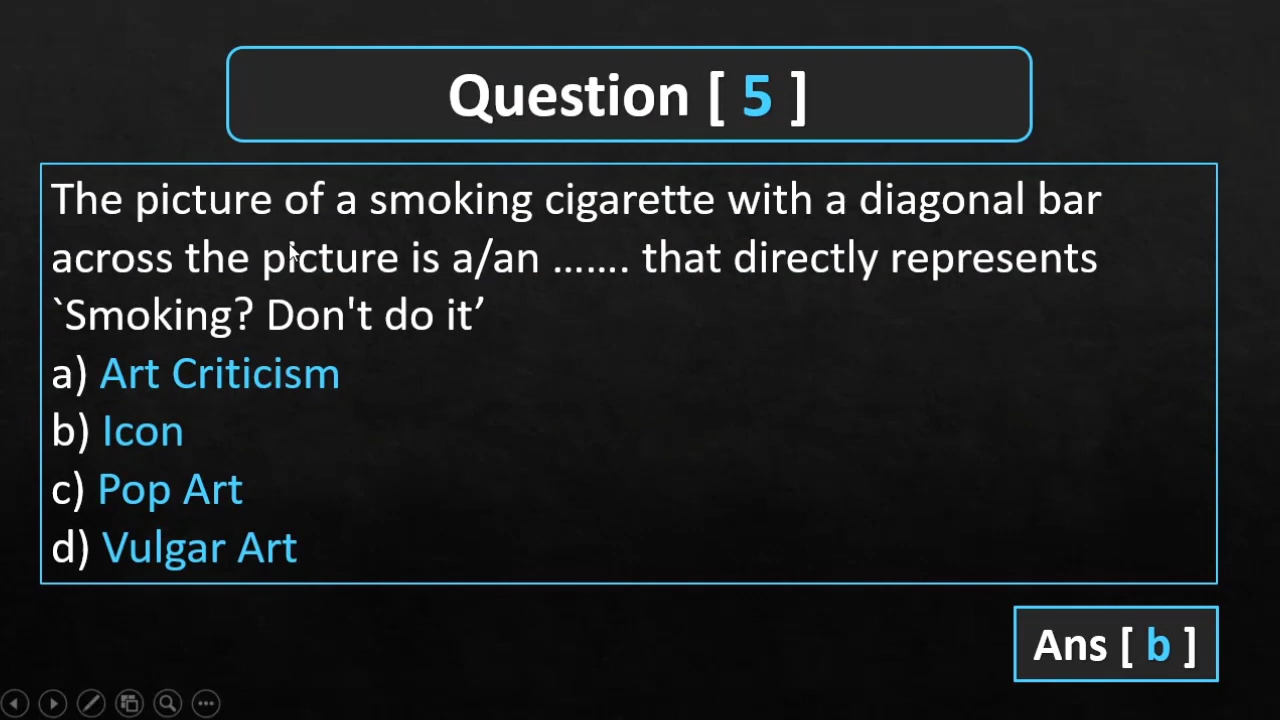 Question [ 5 ]
The picture of a smoking cigarette with a diagonal bar
across the picture is a/an ……. that directly represents
`Smoking? Don't do it’
a) Art Criticism
b) Icon
c) Pop Art
d) Vulgar Art
Ans [ b ]